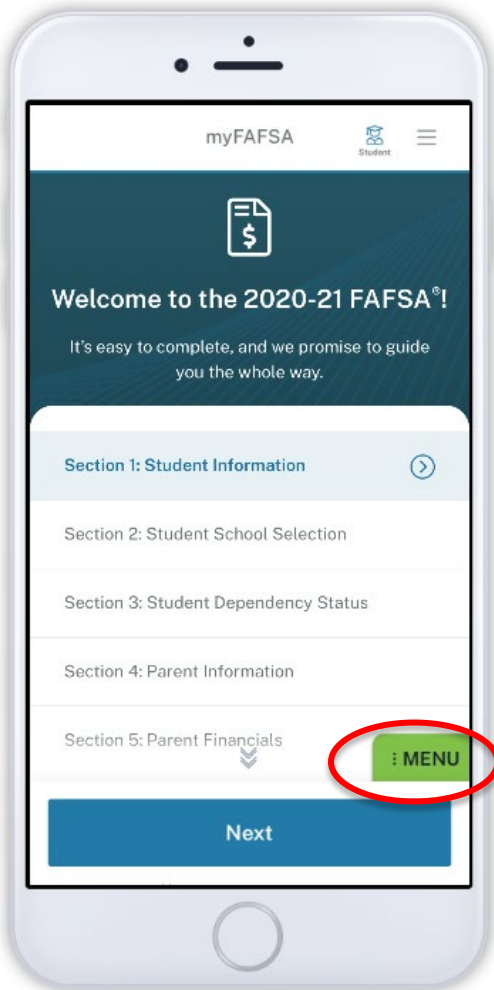 myFAFSA
Student
Welcome to the 2020-21 FAFSA®!
It's easy to complete, and we promise to guide
you the whole way.
Section 1: Student Information
Section 2: Student School Selection
Section 3: Student Dependency Status
Section 4: Parent Information
Section 5: Parent Financials
MENU
Next